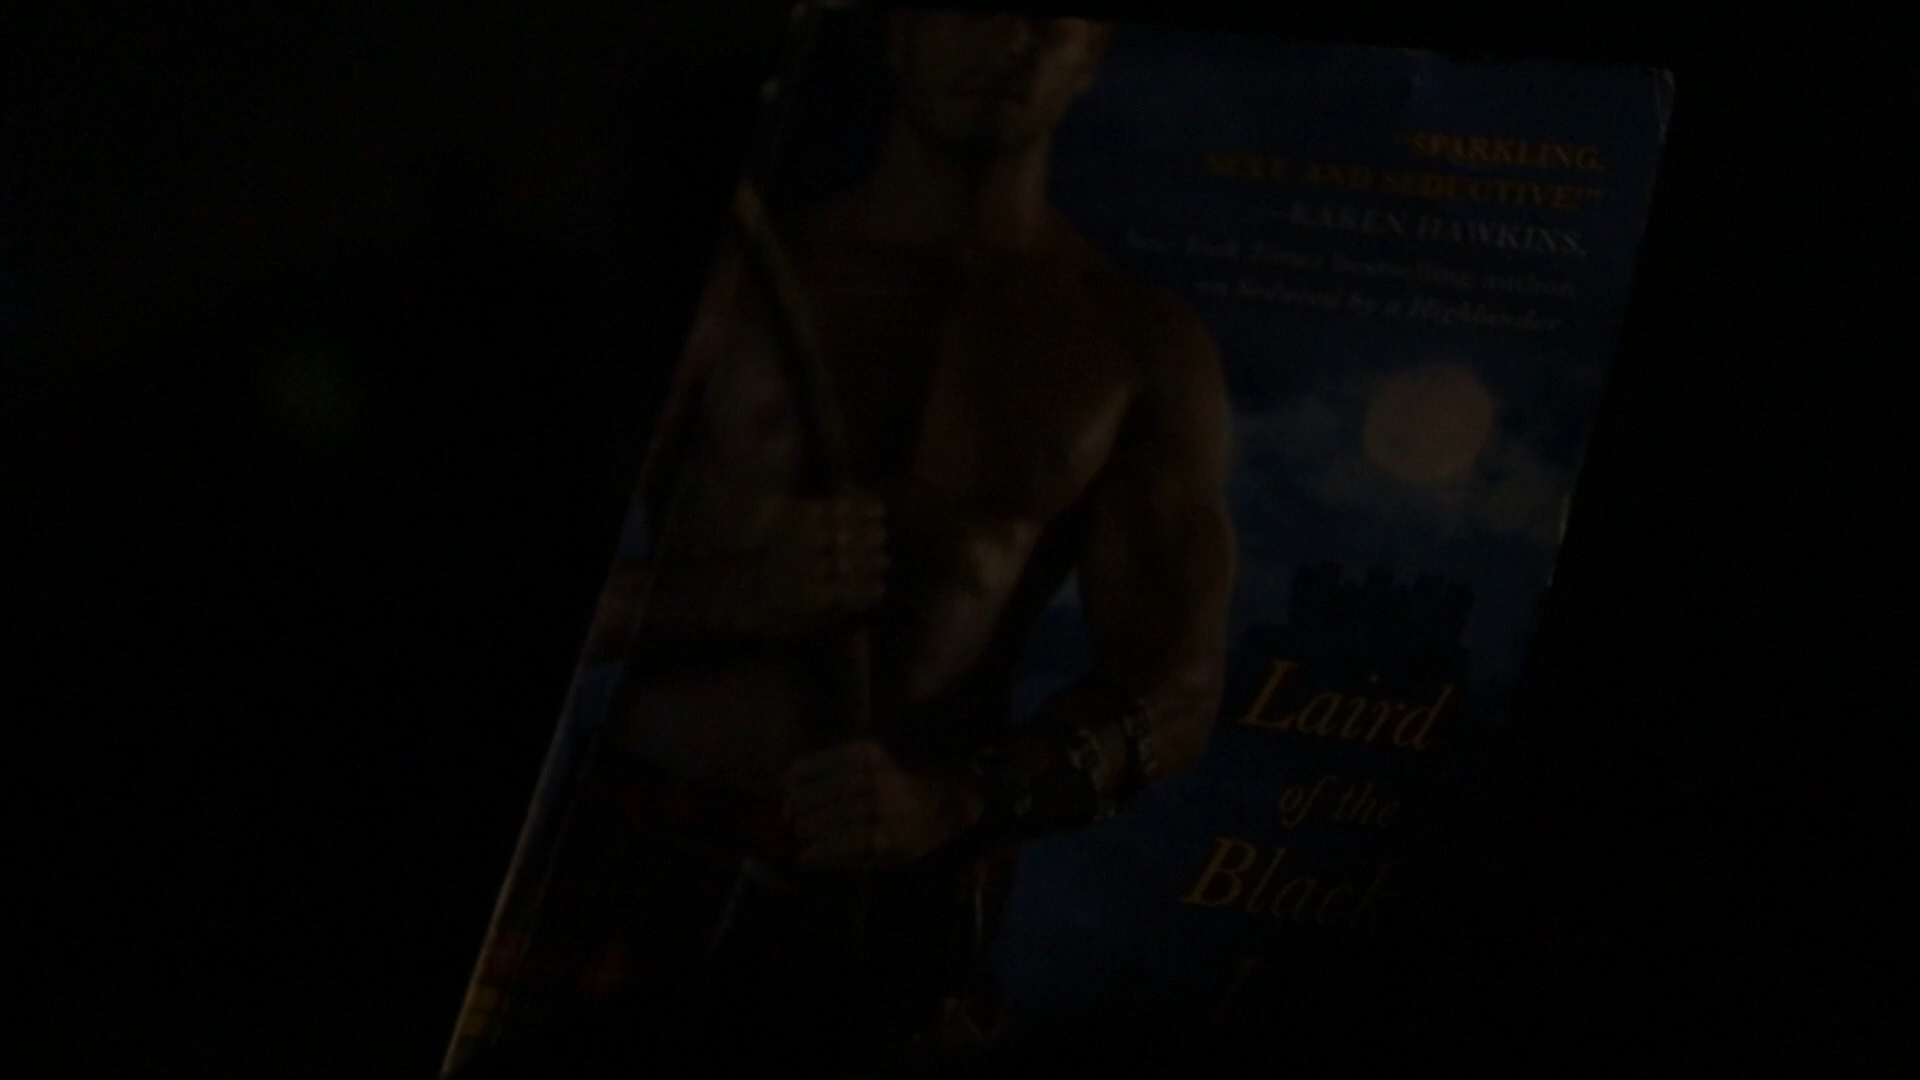 "SPARKLING,
SEXY, AND SEDUCTIVE!"
—KAREN HAWKINS,
New York Times bestselling author,
on Seduced by a Highlander
Laird
of the
Black